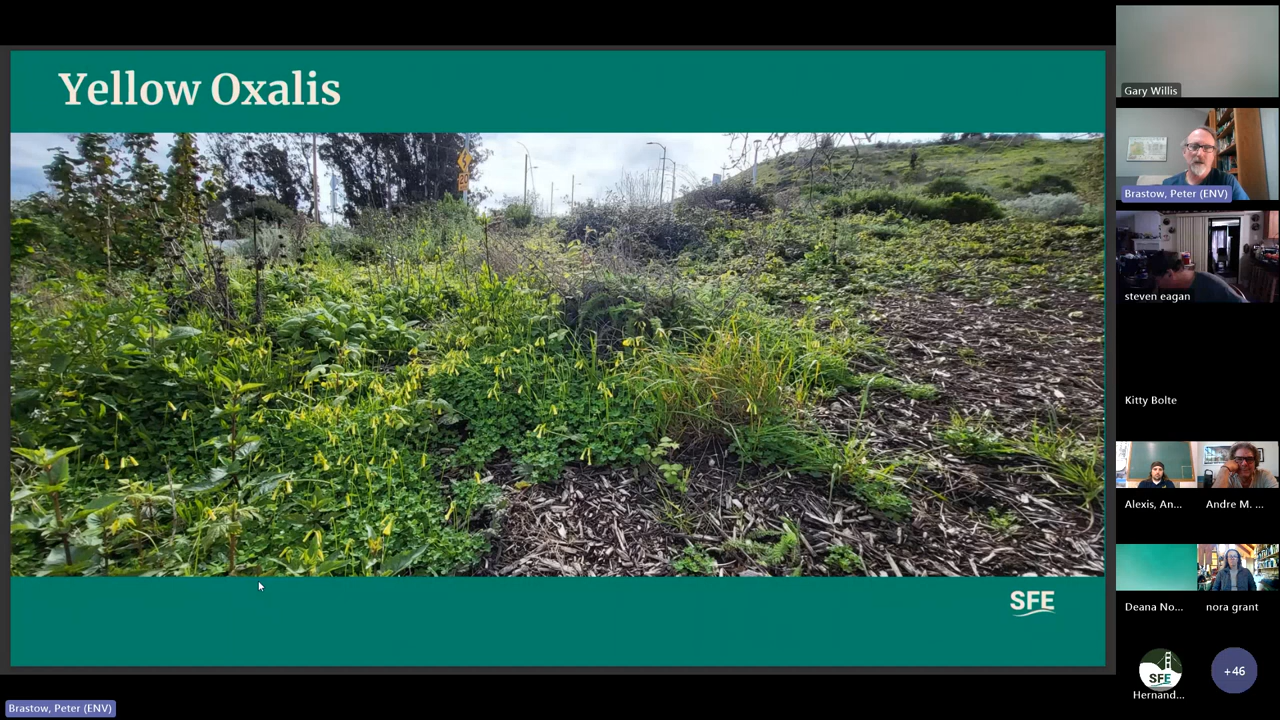 Yellow Oxalis
SFE
Brastow, Peter (ENV)
Gary Willis
Brastow, Peter (ENV)
steven eagan
Kitty Bolte
Alexis, An...
Andre M. ...
Deana No...
nora grant
SFE
Hernand...
+46